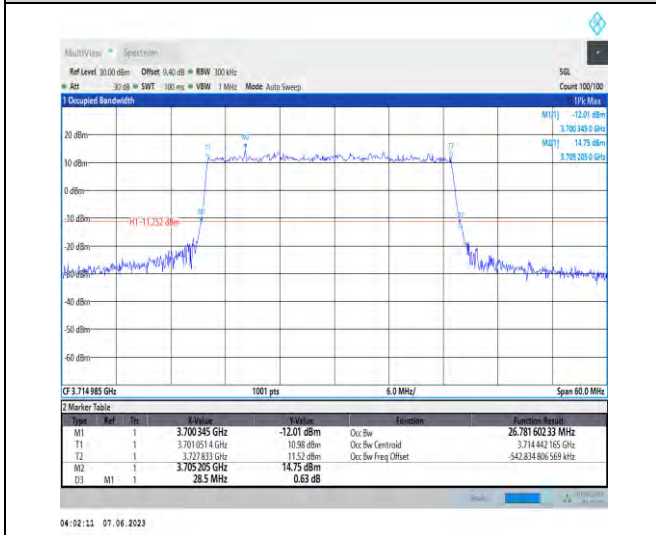 MultiView Spectrum
Ref Level 30.00 dBm Offset 0.40 dB RBW 300 kHz SGL
Att 30 dB SWT 100 ms VBW 1 MHz Mode Auto Sweep Count 100/100
1 Occupied Bandwidth 1Pk Max
M1[1] -12.01 dBm
3.700 345 0 GHz
M2[1] 14.75 dBm
3.705 205 0 GHz
20 dBm
M2
T1
T2
10 dBm
0 dBm
-10 dBm
M1
H1 -11.252 dBm
-20 dBm
-30 dBm
-40 dBm
-50 dBm
-60 dBm
CF 3.714 985 GHz 1001 pts 6.0 MHz/ Span 60.0 MHz
2 Marker Table
Type Ref Trc X-Value Y-Value Function Function Result
M1 1 3.700 345 GHz -12.01 dBm Occ Bw 26.781 602 33 MHz
T1 1 3.701 051 4 GHz 10.98 dBm Occ Bw Centroid 3.714 442 165 GHz
T2 1 3.727 833 GHz 11.52 dBm Occ Bw Freq Offset -542.834 806 569 kHz
M2 1 3.705 205 GHz 14.75 dBm
D3 M1 1 28.5 MHz 0.63 dB
04:02:11 07.06.2023